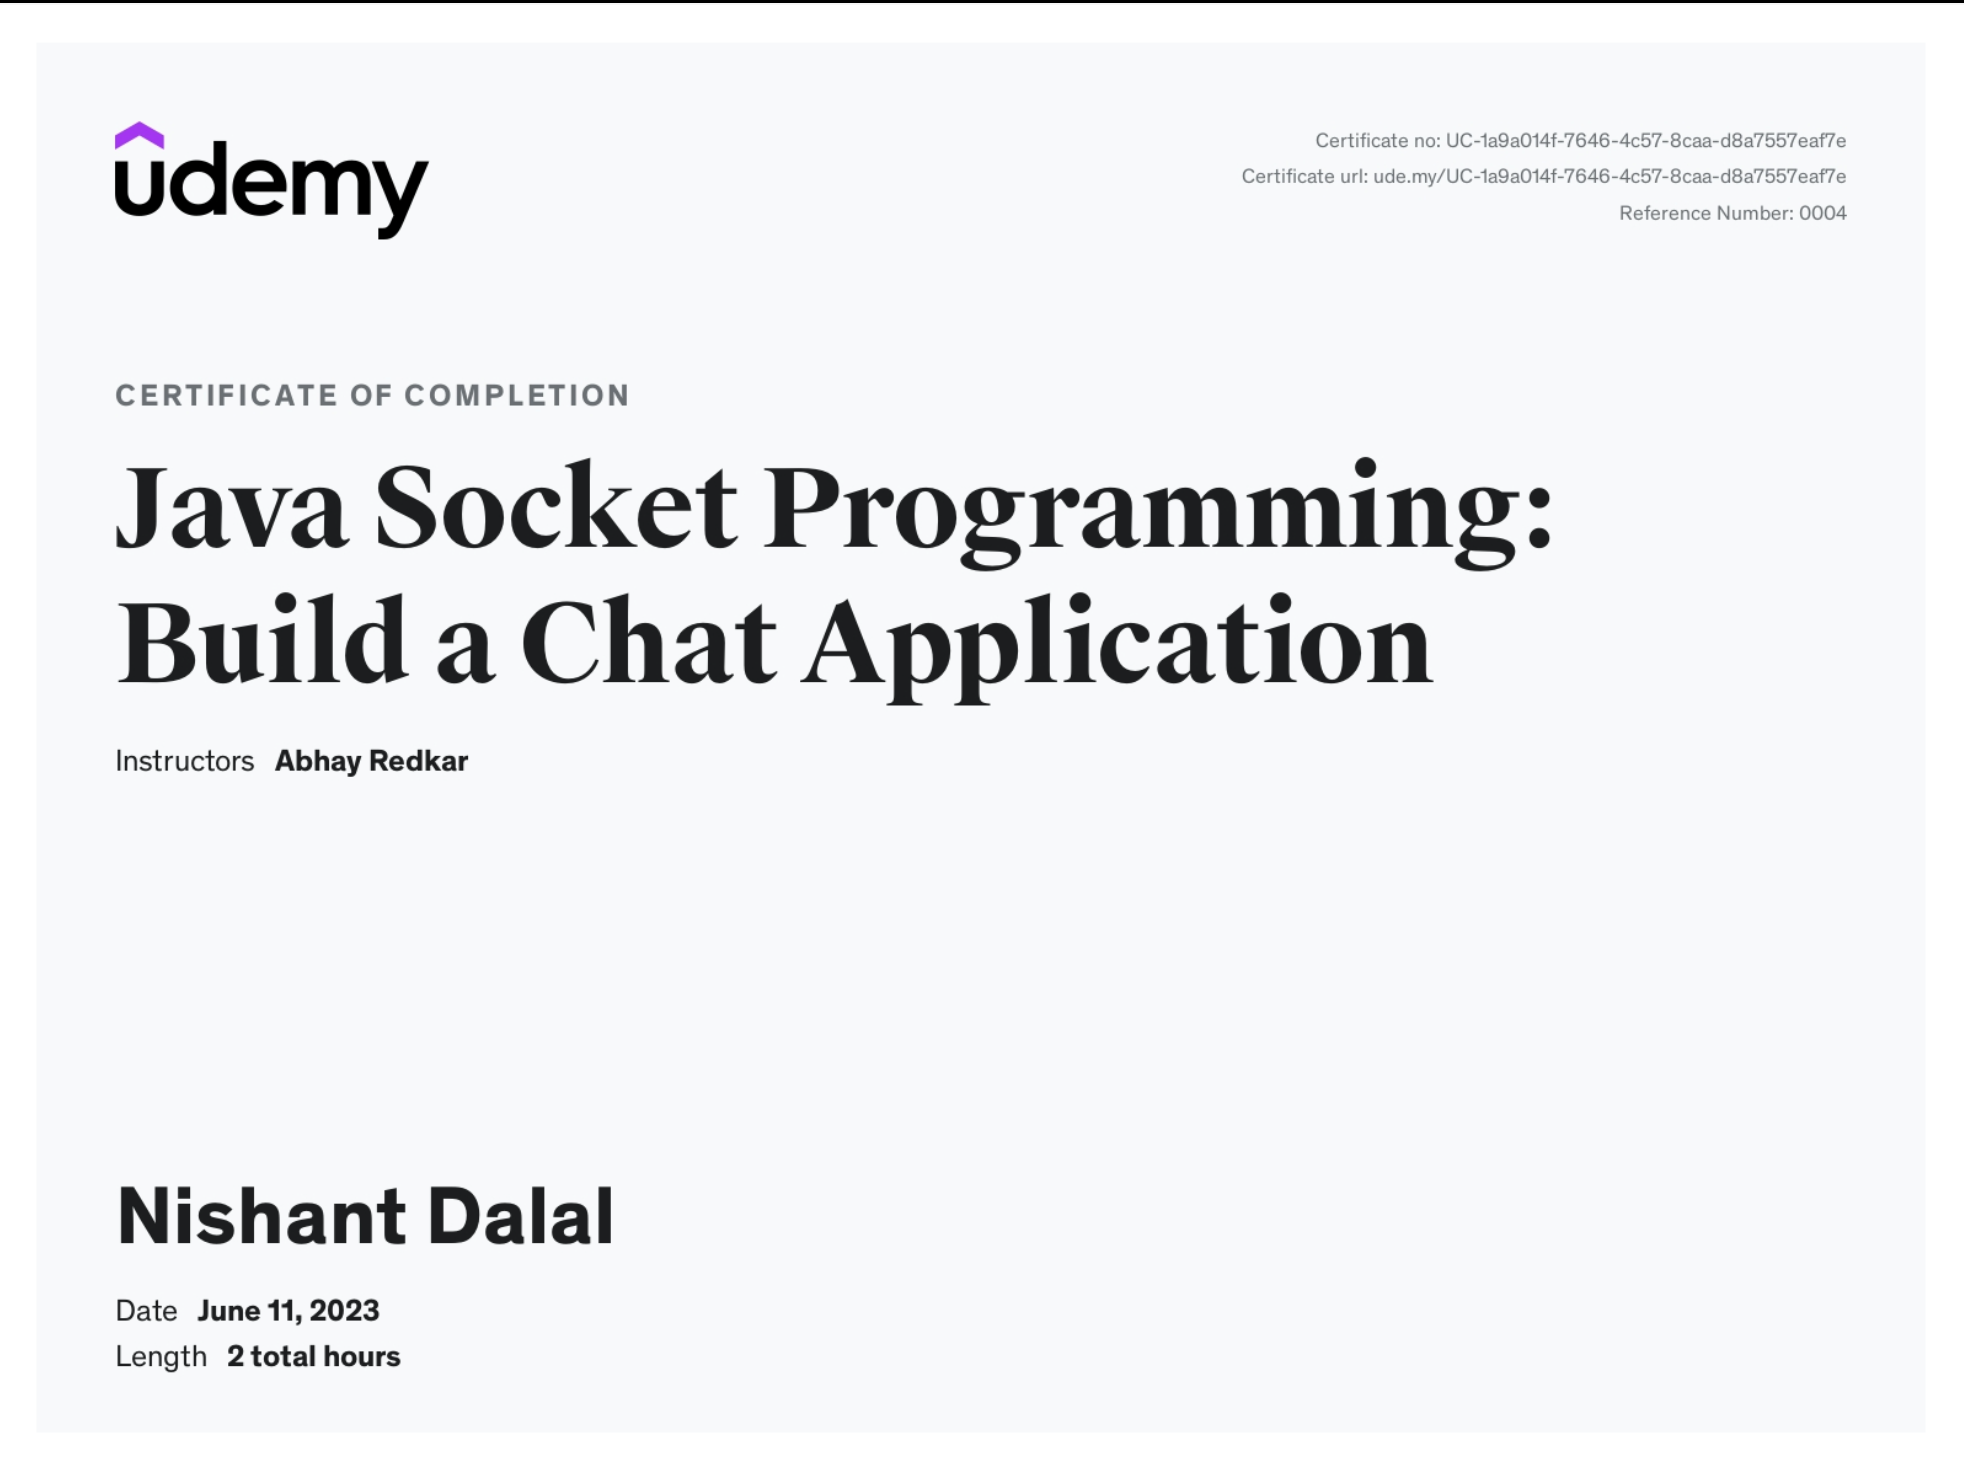 udemy
Certificate no: UC-1a9a014f-7646-4c57-8caa-d8a7557eaf7e
Certificate url: ude.my/UC-1a9a014f-7646-4c57-8caa-d8a7557eaf7e
Reference Number: 0004
CERTIFICATE OF COMPLETION
Java Socket Programming:
Build a Chat Application
Instructors Abhay Redkar
Nishant Dalal
Date June 11, 2023
Length 2 total hours